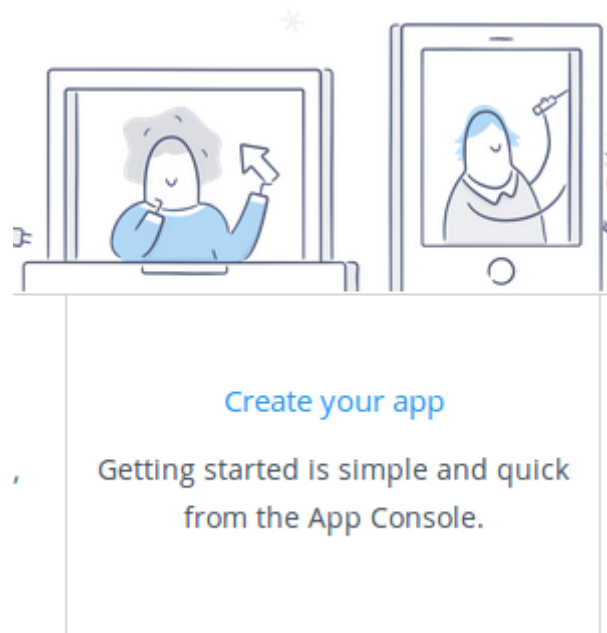 Create your app
,
Getting started is simple and quick
from the App Console.